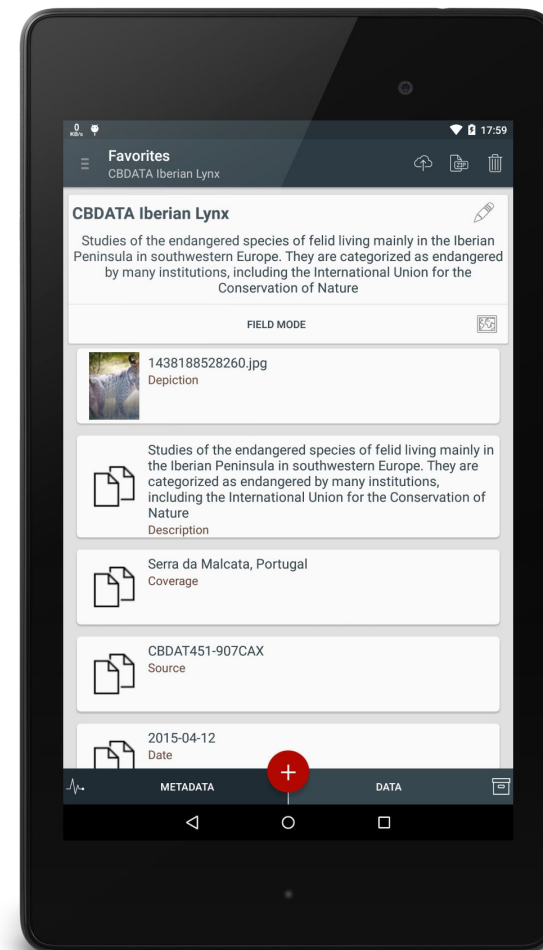 0
KB/s
17:59
Favorites
CBDATA Iberian Lynx
ZIP
CBDATA Iberian Lynx
Studies of the endangered species of felid living mainly in the Iberian
Peninsula in southwestern Europe. They are categorized as endangered
by many institutions, including the International Union for the
Conservation of Nature
FIELD MODE
1438188528260.jpg
Depiction
Studies of the endangered species of felid living mainly in
the Iberian Peninsula in southwestern Europe. They are
categorized as endangered by many institutions,
including the International Union for the Conservation of
Nature
Description
Serra da Malcata, Portugal
Coverage
CBDAT451-907CAX
Source
2015-04-12
Date
METADATA
DATA